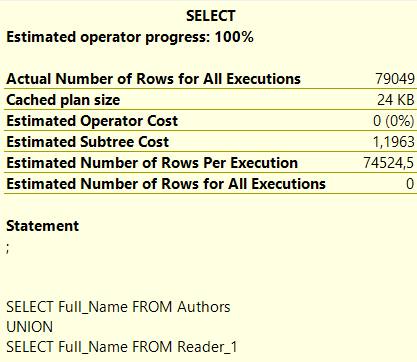 SELECT
Estimated operator progress: 100%
Actual Number of Rows for All Executions 79049
Cached plan size 24 KB
Estimated Operator Cost 0 (0%)
Estimated Subtree Cost 1,1963
Estimated Number of Rows Per Execution 74524,5
Estimated Number of Rows for All Executions 0
Statement
;
SELECT Full_Name FROM Authors
UNION
SELECT Full_Name FROM Reader_1